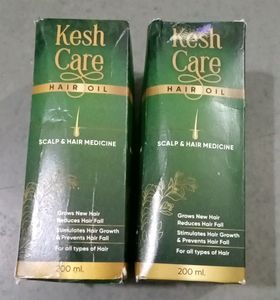 Kesh
Care
HAIR OIL
SCALP & HAIR MEDICINE
Grows New Hair
Reduces Hair Fall
Stimulates Hair Growth
& Prevents Hair Fall
For all types of Hair
200 ml.
Kesh
Care
HAIR OIL
SCALP & HAIR MEDICINE
Grows New Hair
Reduces Hair Fall
Stimulates Hair Growth
& Prevents Hair Fall
For all types of Hair
200 ml.